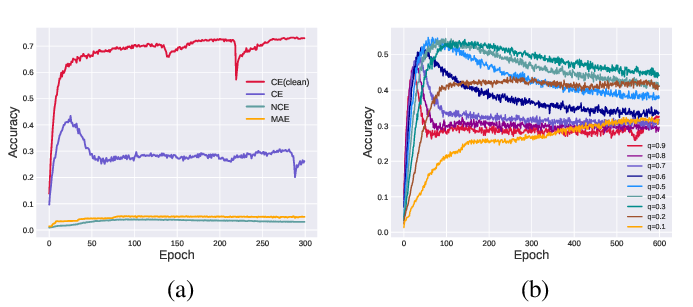 0.7
0.6
0.5
0.4
0.3
0.2
0.1
0.0
Accuracy
CE(clean)
CE
NCE
MAE
0 50 100 150 200 250 300
Epoch
(a)
0.5
0.4
0.3
0.2
0.1
0.0
Accuracy
q=0.9
q=0.8
q=0.7
q=0.6
q=0.5
q=0.4
q=0.3
q=0.2
q=0.1
0 100 200 300 400 500 600
Epoch
(b)